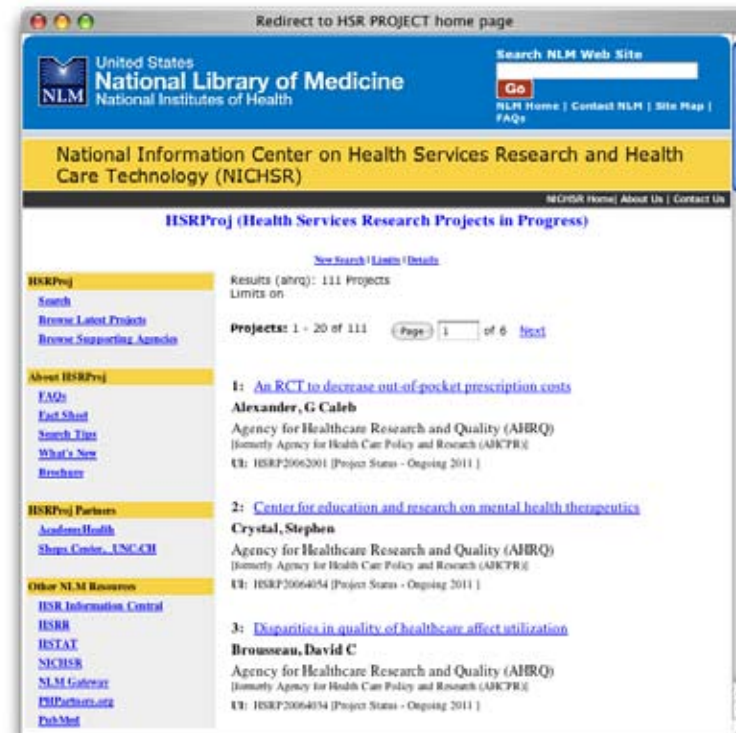 Redirect to HSR PROJECT home page
United States
National Library of Medicine
National Institutes of Health
NLM
Search NLM Web Site
Go
NLM Home | Contact NLM | Site Map |
FAQs
National Information Center on Health Services Research and Health
Care Technology (NICHSR)
NICHSR Home| About Us | Contact Us
HSRProj (Health Services Research Projects in Progress)
New Search | Limits | Details
HSRProj
Search
Browse Latest Projects
Browse Supporting Agencies
About HSRProj
FAQs
Fact Sheet
Search Tips
What's New
Brochure
HSRProj Partners
AcademyHealth
Sheps Center, UNC-CH
Other NLM Resources
HSR Information Central
HSRR
HSTAT
NICHSR
NLM Gateway
PHPartners.org
PubMed
Results (ahrq): 111 Projects
Limits on
Projects: 1 - 20 of 111 Page 1 of 6 Next
1: An RCT to decrease out-of-pocket prescription costs
Alexander, G Caleb
Agency for Healthcare Research and Quality (AHRQ)
[formerly Agency for Health Care Policy and Research (AHCPR)]
UI: HSRP20062001 [Project Status - Ongoing 2011 ]
2: Center for education and research on mental health therapeutics
Crystal, Stephen
Agency for Healthcare Research and Quality (AHRQ)
[formerly Agency for Health Care Policy and Research (AHCPR)]
UI: HSRP20064054 [Project Status - Ongoing 2011 ]
3: Disparities in quality of healthcare affect utilization
Brousseau, David C
Agency for Healthcare Research and Quality (AHRQ)
[formerly Agency for Health Care Policy and Research (AHCPR)]
UI: HSRP20064034 [Project Status - Ongoing 2011 ]